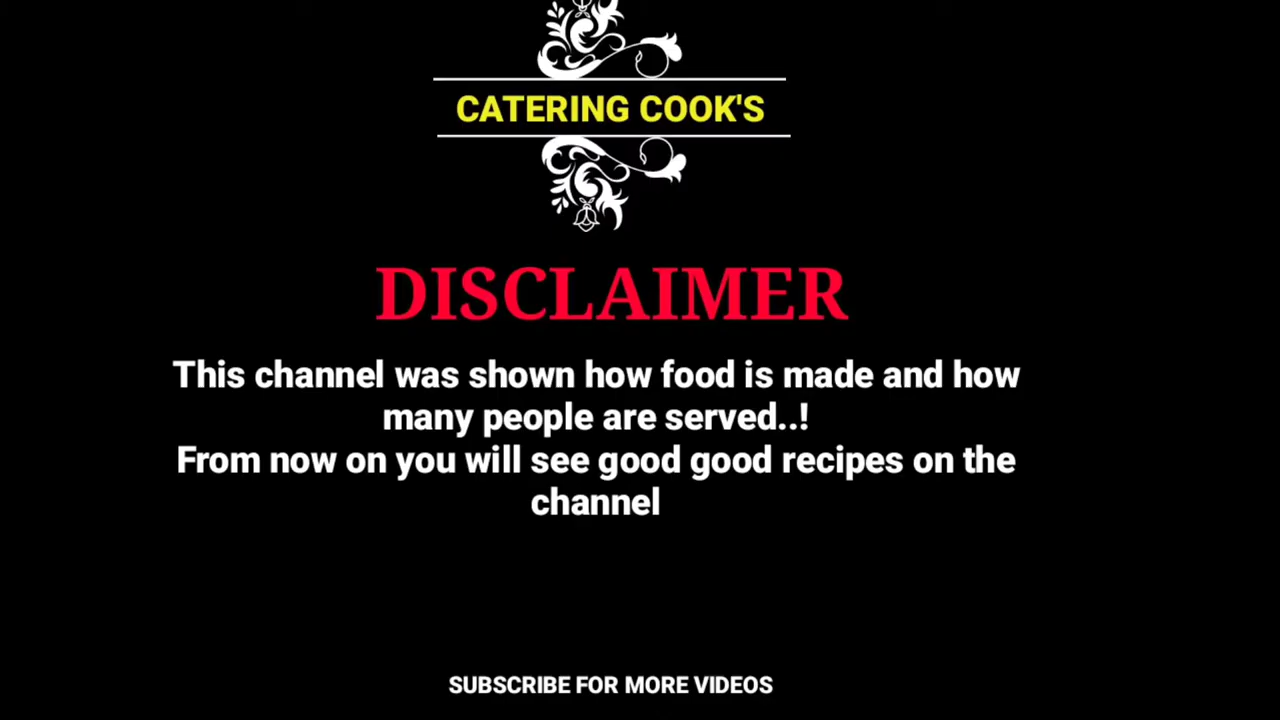 CATERING COOK'S
DISCLAIMER
This channel was shown how food is made and how
many people are served..!
From now on you will see good good recipes on the
channel
SUBSCRIBE FOR MORE VIDEOS